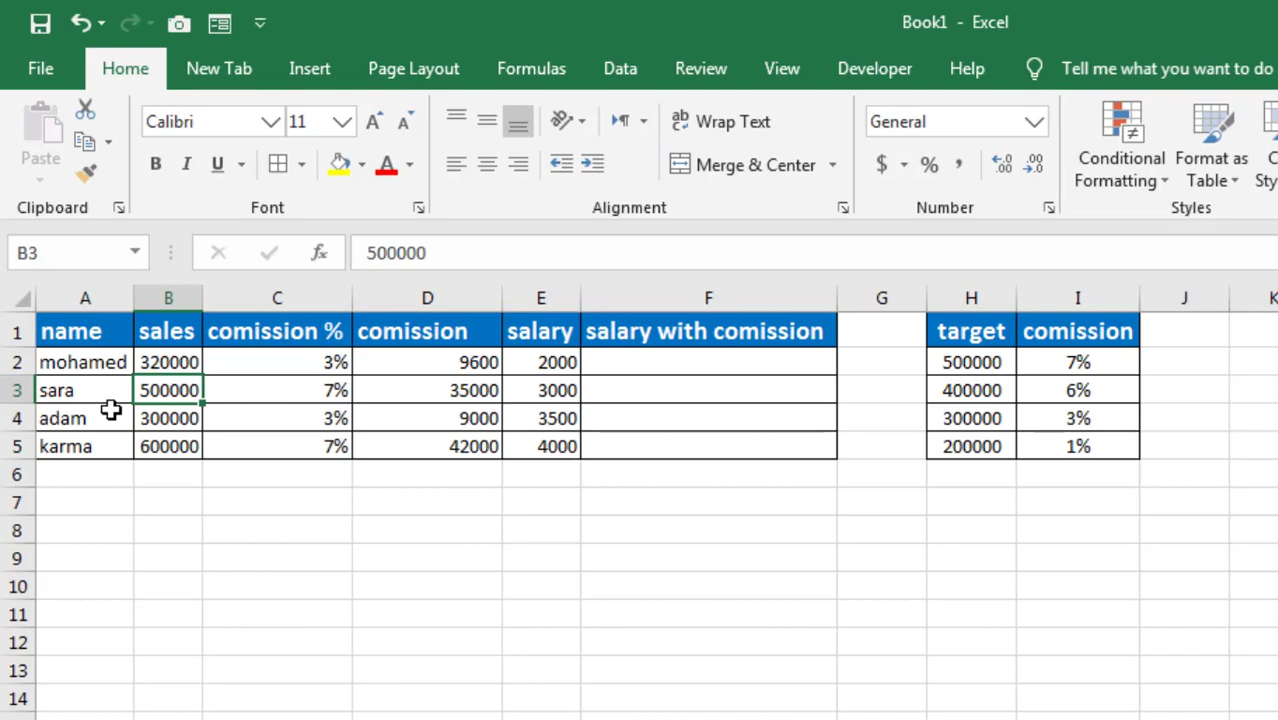 Book1 - Excel
File Home New Tab Insert Page Layout Formulas Data Review View Developer Help Tell me what you want to do
Calibri 11 Wrap Text General
Paste B I U Merge & Center $ % , Conditional Formatting Format as Table
Clipboard Font Alignment Number Styles
B3 fx 500000
A B C D E F G H I J K
1 name sales comission % comission salary salary with comission target comission
2 mohamed 320000 3% 9600 2000 500000 7%
3 sara 500000 7% 35000 3000 400000 6%
4 adam 300000 3% 9000 3500 300000 3%
5 karma 600000 7% 42000 4000 200000 1%
6
7
8
9
10
11
12
13
14